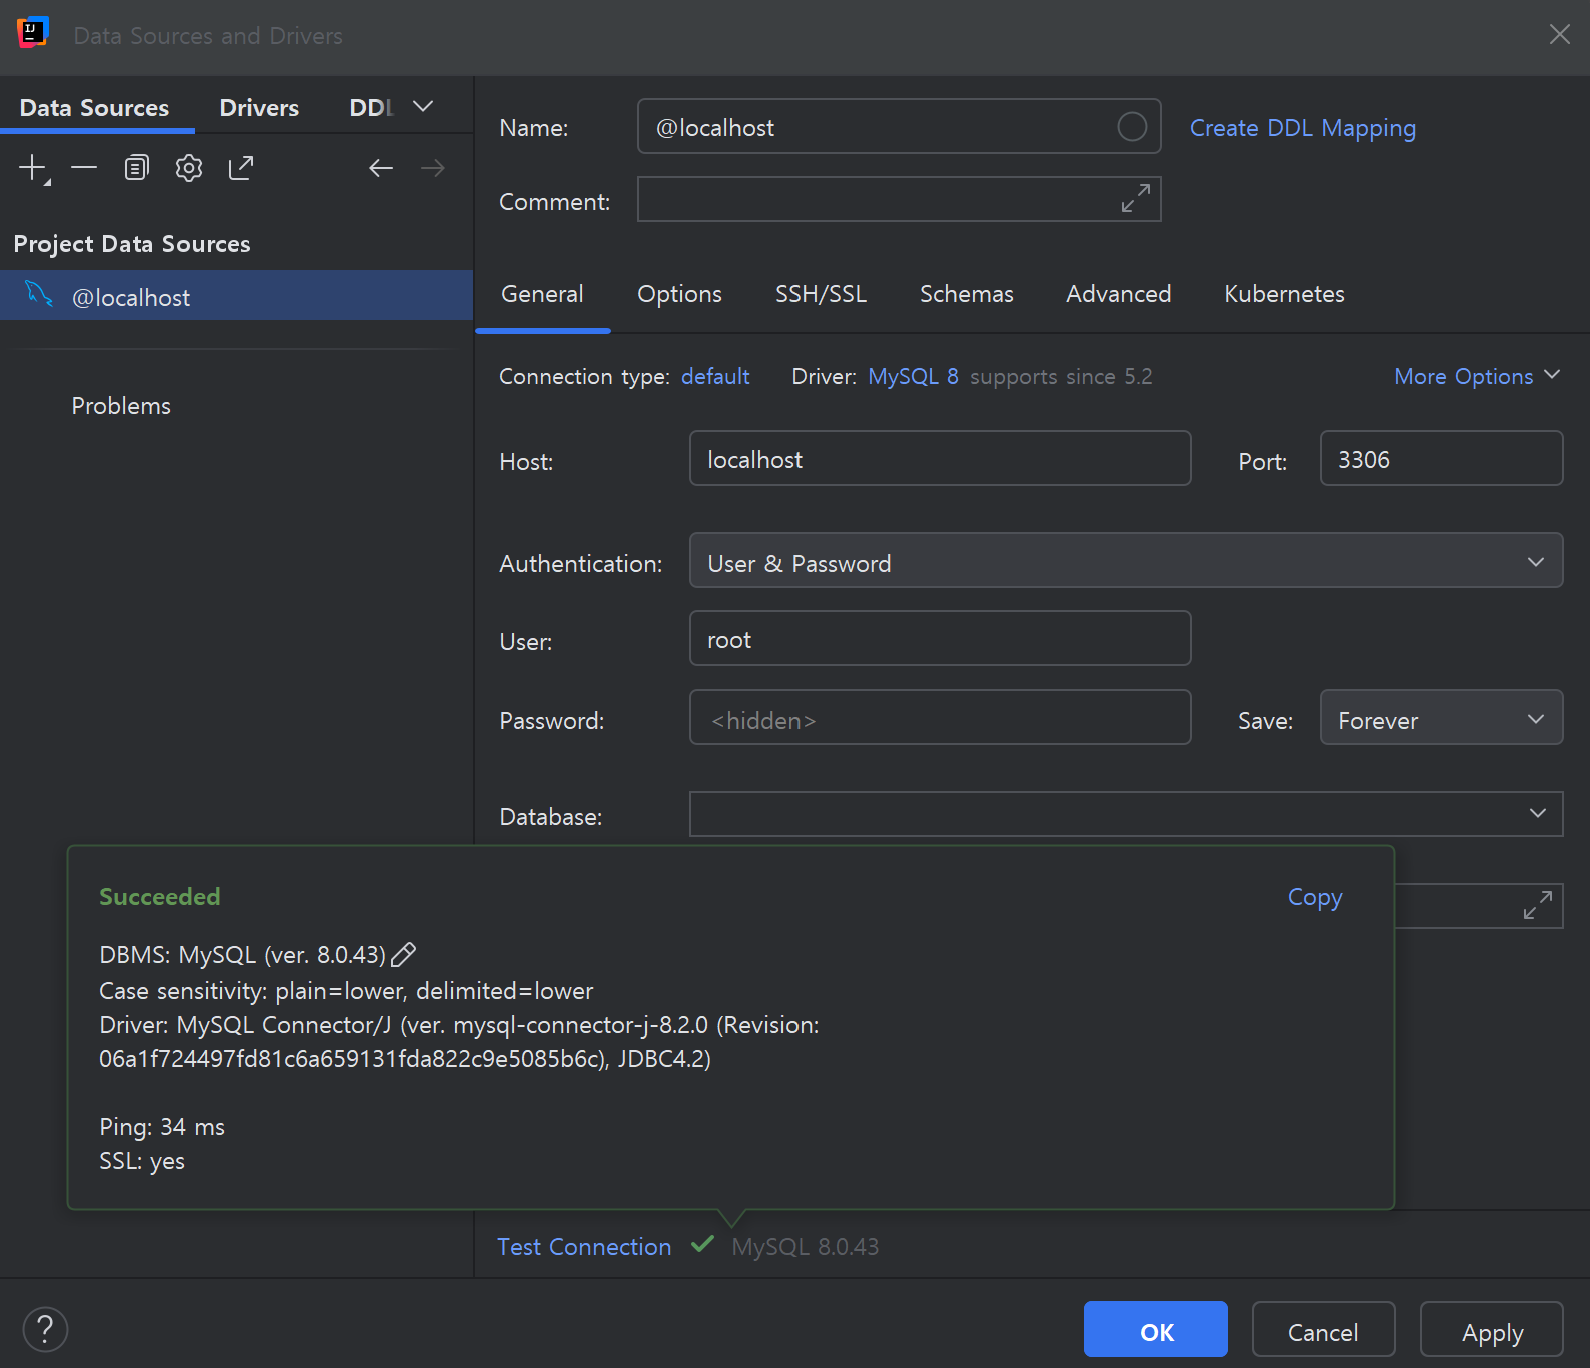 Data Sources and Drivers
Data Sources Drivers DDL
Project Data Sources
@localhost
Problems
Name: @localhost Create DDL Mapping
Comment:
General Options SSH/SSL Schemas Advanced Kubernetes
Connection type: default Driver: MySQL 8 supports since 5.2 More Options
Host: localhost Port: 3306
Authentication: User & Password
User: root
Password: <hidden> Save: Forever
Database:
Succeeded Copy
DBMS: MySQL (ver. 8.0.43)
Case sensitivity: plain=lower, delimited=lower
Driver: MySQL Connector/J (ver. mysql-connector-j-8.2.0 (Revision:
06a1f724497fd81c6a659131fda822c9e5085b6c), JDBC4.2)
Ping: 34 ms
SSL: yes
Test Connection MySQL 8.0.43
? OK Cancel Apply